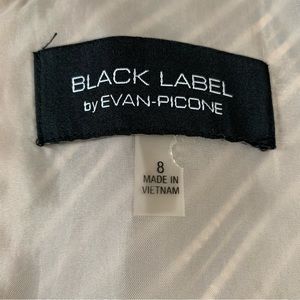 BLACK LABEL
by EVAN-PICONE
8
MADE IN
VIETNAM